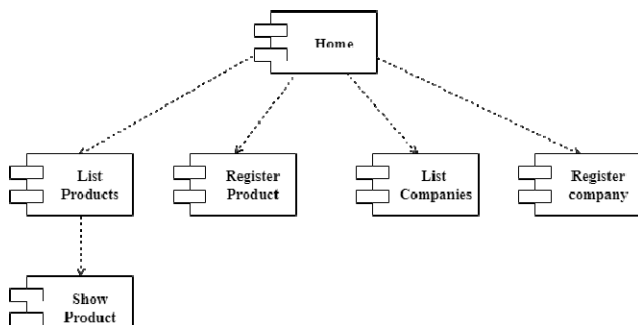 Home
List
Products
Register
Product
List
Companies
Register
company
Show
Product